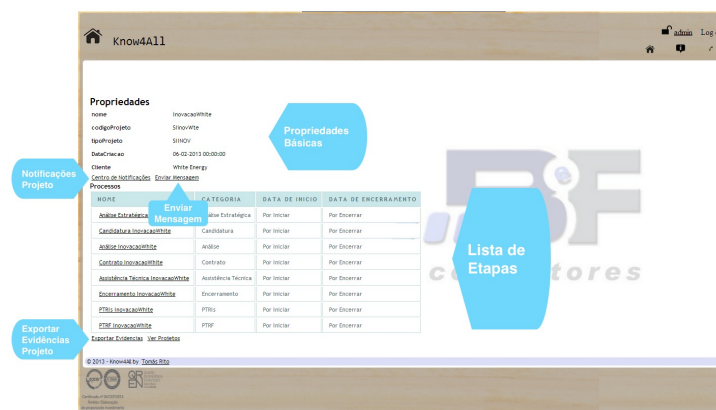 Know4All
admin Log
Propriedades
nome InovacaoWhite
codigoProjeto SIInovWte
tipoProjeto SIINOV
DataCriacao 06-02-2013 00:00:00
Cliente White Energy
Centro de Notificações Enviar Mensagem
Processos
NOME CATEGORIA DATA DE INICIO DATA DE ENCERRAMENTO
Análise Estratégica Análise Estratégica Por Iniciar Por Encerrar
Candidatura InovacaoWhite Candidatura Por Iniciar Por Encerrar
Análise InovacaoWhite Análise Por Iniciar Por Encerrar
Contrato InovacaoWhite Contrato Por Iniciar Por Encerrar
Assistência Técnica InovacaoWhite Assistência Técnica Por Iniciar Por Encerrar
Encerramento InovacaoWhite Encerramento Por Iniciar Por Encerrar
PTRIs InovacaoWhite PTRIs Por Iniciar Por Encerrar
PTRF InovacaoWhite PTRF Por Iniciar Por Encerrar
Exportar Evidencias Ver Projetos
© 2013 - Know4All by Tomás Rito
Propriedades
Básicas
Notificações
Projeto
Enviar
Mensagem
Lista de
Etapas
Exportar
Evidências
Projeto